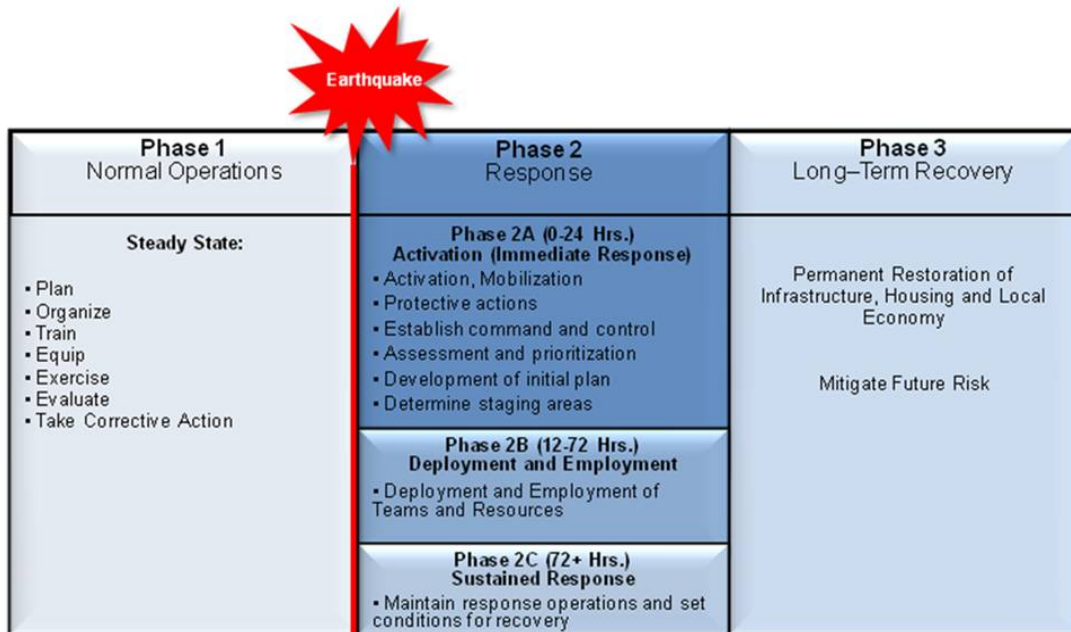 Earthquake
Phase 1
Normal Operations
Steady State:
▪ Plan
▪ Organize
▪ Train
▪ Equip
▪ Exercise
▪ Evaluate
▪ Take Corrective Action
Phase 2
Response
Phase 2A (0-24 Hrs.)
Activation (Immediate Response)
▪ Activation, Mobilization
▪ Protective actions
▪ Establish command and control
▪ Assessment and prioritization
▪ Development of initial plan
▪ Determine staging areas
Phase 2B (12-72 Hrs.)
Deployment and Employment
▪ Deployment and Employment of
Teams and Resources
Phase 2C (72+ Hrs.)
Sustained Response
▪ Maintain response operations and set
conditions for recovery
Phase 3
Long–Term Recovery
Permanent Restoration of
Infrastructure, Housing and Local
Economy
Mitigate Future Risk